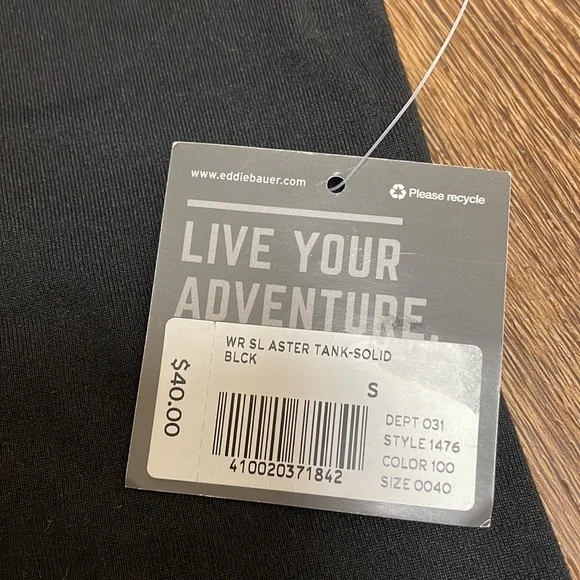 www.eddiebauer.com
Please recycle
LIVE YOUR
ADVENTURE.
WR SL ASTER TANK-SOLID
BLCK
S
$40.00
410020371842
DEPT 031
STYLE 1476
COLOR 100
SIZE 0040